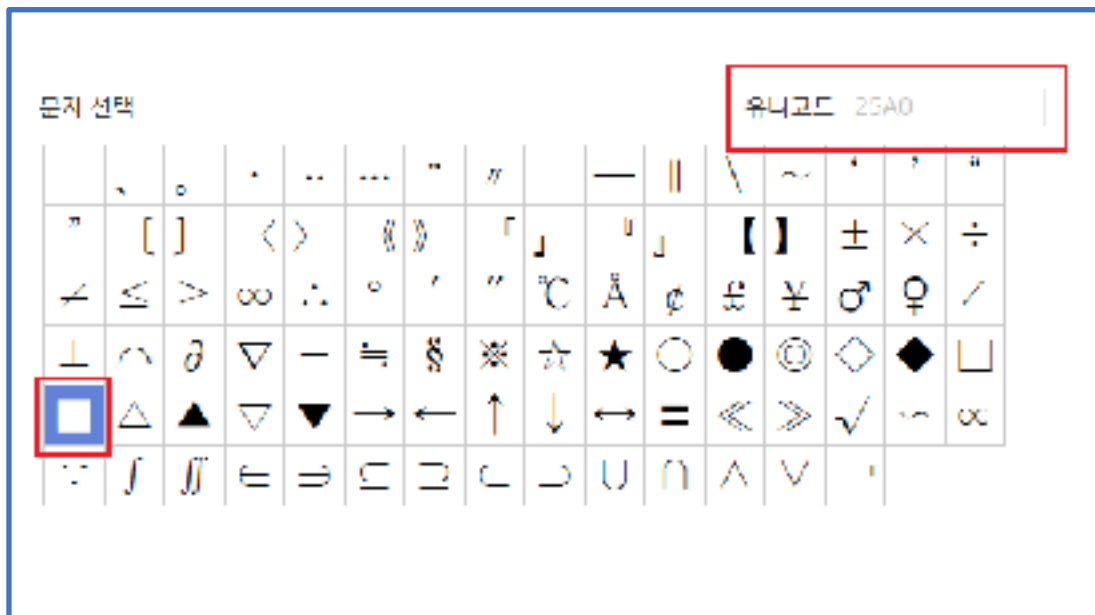 문자 선택
유니코드 25A0
、 。 · ‥ … ¨ 〃 ― ∥ \ ∼ ‘ ’ “
” [ ] 〈 〉 《 》 「 」 『 』 【 】 ± × ÷
≠ ≤ > ∞ ∴ ° ′ ″ ℃ Å ¢ £ ¥ ♂ ♀ /
⊥ ⌒ ∂ ▽ − ≒ § ※ ☆ ★ ○ ● ◎ ◇ ◆ □
■ △ ▲ ▽ ▼ → ← ↑ ↓ ↔ = ≪ ≫ √ ∽ ∝
∵ ∫ ∬ ∈ ⇒ ⊆ ⊇ ⊂ ⊃ ∪ ∩ ∧ ∨